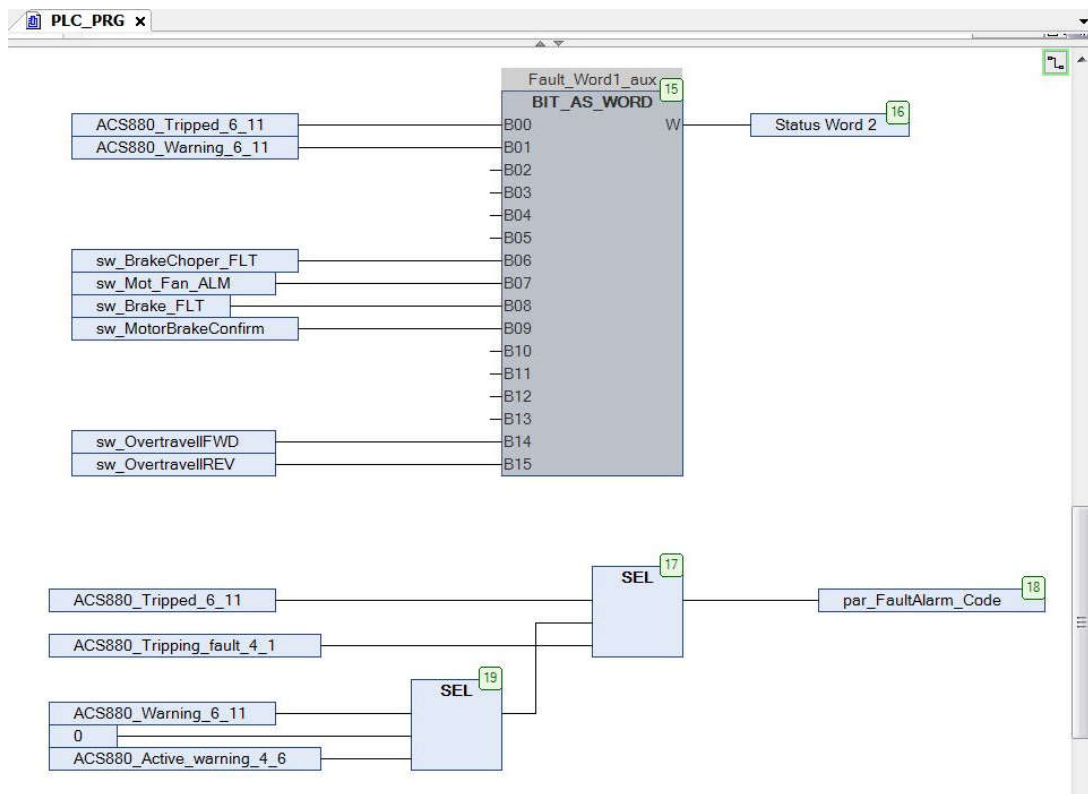 PLC_PRG
Fault_Word1_aux
15
BIT_AS_WORD
16
ACS880_Tripped_6_11 B00 W Status Word 2
ACS880_Warning_6_11 B01
B02
B03
B04
B05
sw_BrakeChoper_FLT B06
sw_Mot_Fan_ALM B07
sw_Brake_FLT B08
sw_MotorBrakeConfirm B09
B10
B11
B12
B13
sw_OvertravellFWD B14
sw_OvertravellREV B15
SEL 17
18
ACS880_Tripped_6_11 par_FaultAlarm_Code
ACS880_Tripping_fault_4_1
SEL 19
ACS880_Warning_6_11
0
ACS880_Active_warning_4_6